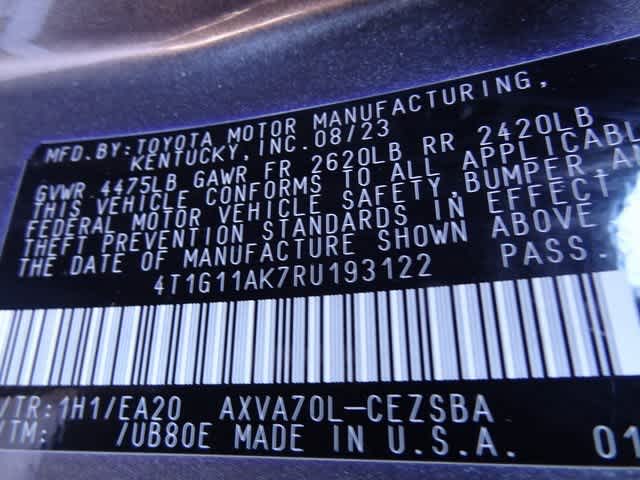 MFD.BY:TOYOTA MOTOR MANUFACTURING,
KENTUCKY,INC.08/23
GVWR 4475LB GAWR FR 2620LB RR 2420LB
THIS VEHICLE CONFORMS TO ALL
FEDERAL MOTOR VEHICLE SAFETY,BUMPER,
THEFT PREVENTION STANDARDS IN EFFECT
THE DATE OF MANUFACTURE SHOWN ABOVE
4T1G11AK7RU193122 PASS.
/TR:1H1/EA20 AXVA70L-CEZSBA
/TM: /UB80E MADE IN U.S.A. 01